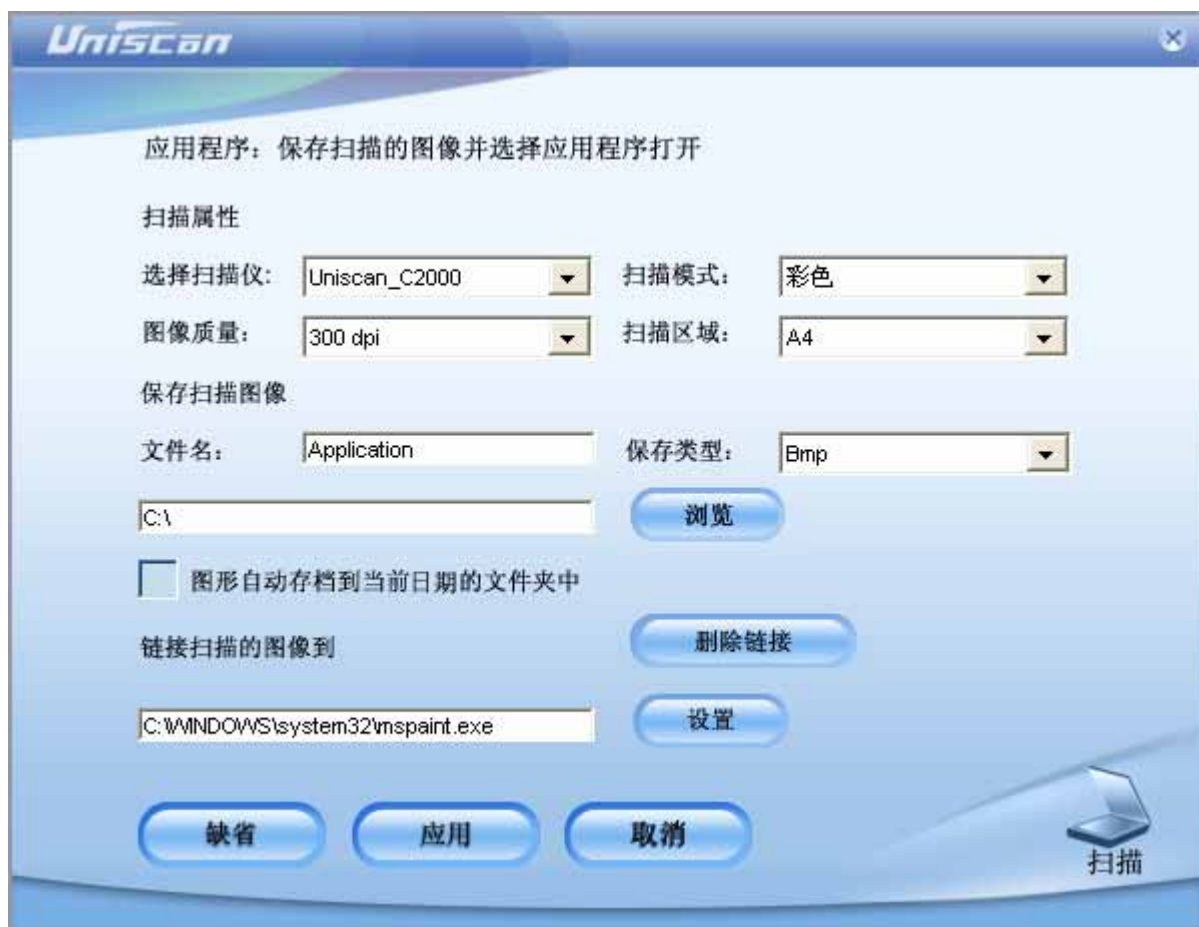 Uniscan
应用程序：保存扫描的图像并选择应用程序打开
扫描属性
选择扫描仪: Uniscan_C2000 扫描模式： 彩色
图像质量： 300 dpi 扫描区域： A4
保存扫描图像
文件名： Application 保存类型： Bmp
C:\ 浏览
图形自动存档到当前日期的文件夹中
链接扫描的图像到 删除链接
C:\WINDOWS\system32\mspaint.exe 设置
缺省 应用 取消 扫描